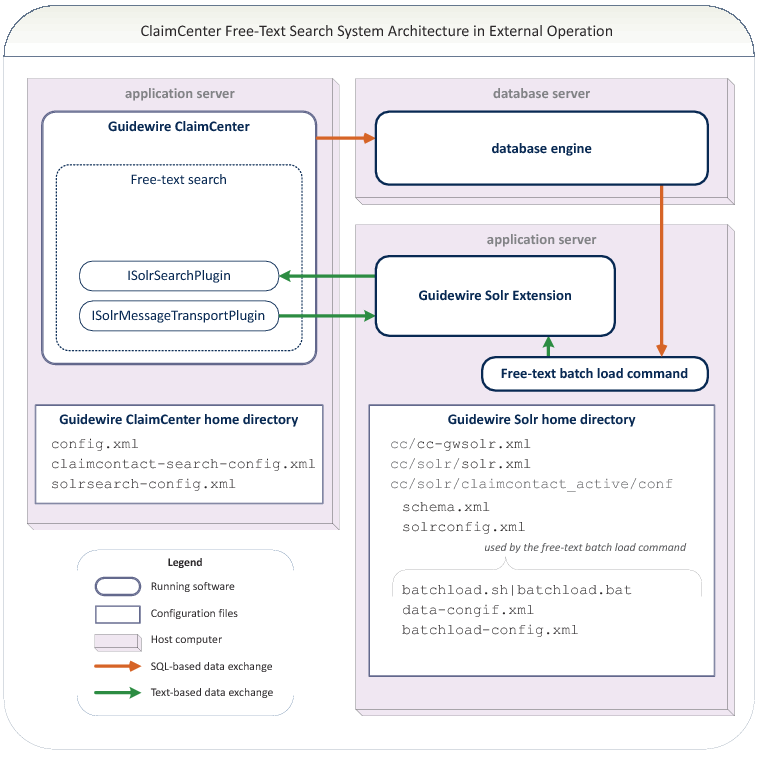 ClaimCenter Free-Text Search System Architecture in External Operation
application server
Guidewire ClaimCenter
Free-text search
ISolrSearchPlugin
ISolrMessageTransportPlugin
Guidewire ClaimCenter home directory
config.xml
claimcontact-search-config.xml
solrsearch-config.xml
database server
database engine
application server
Guidewire Solr Extension
Free-text batch load command
Guidewire Solr home directory
cc/cc-gwsolr.xml
cc/solr/solr.xml
cc/solr/claimcontact_active/conf
schema.xml
solrconfig.xml
used by the free-text batch load command
batchload.sh|batchload.bat
data-congif.xml
batchload-config.xml
Legend
Running software
Configuration files
Host computer
SQL-based data exchange
Text-based data exchange